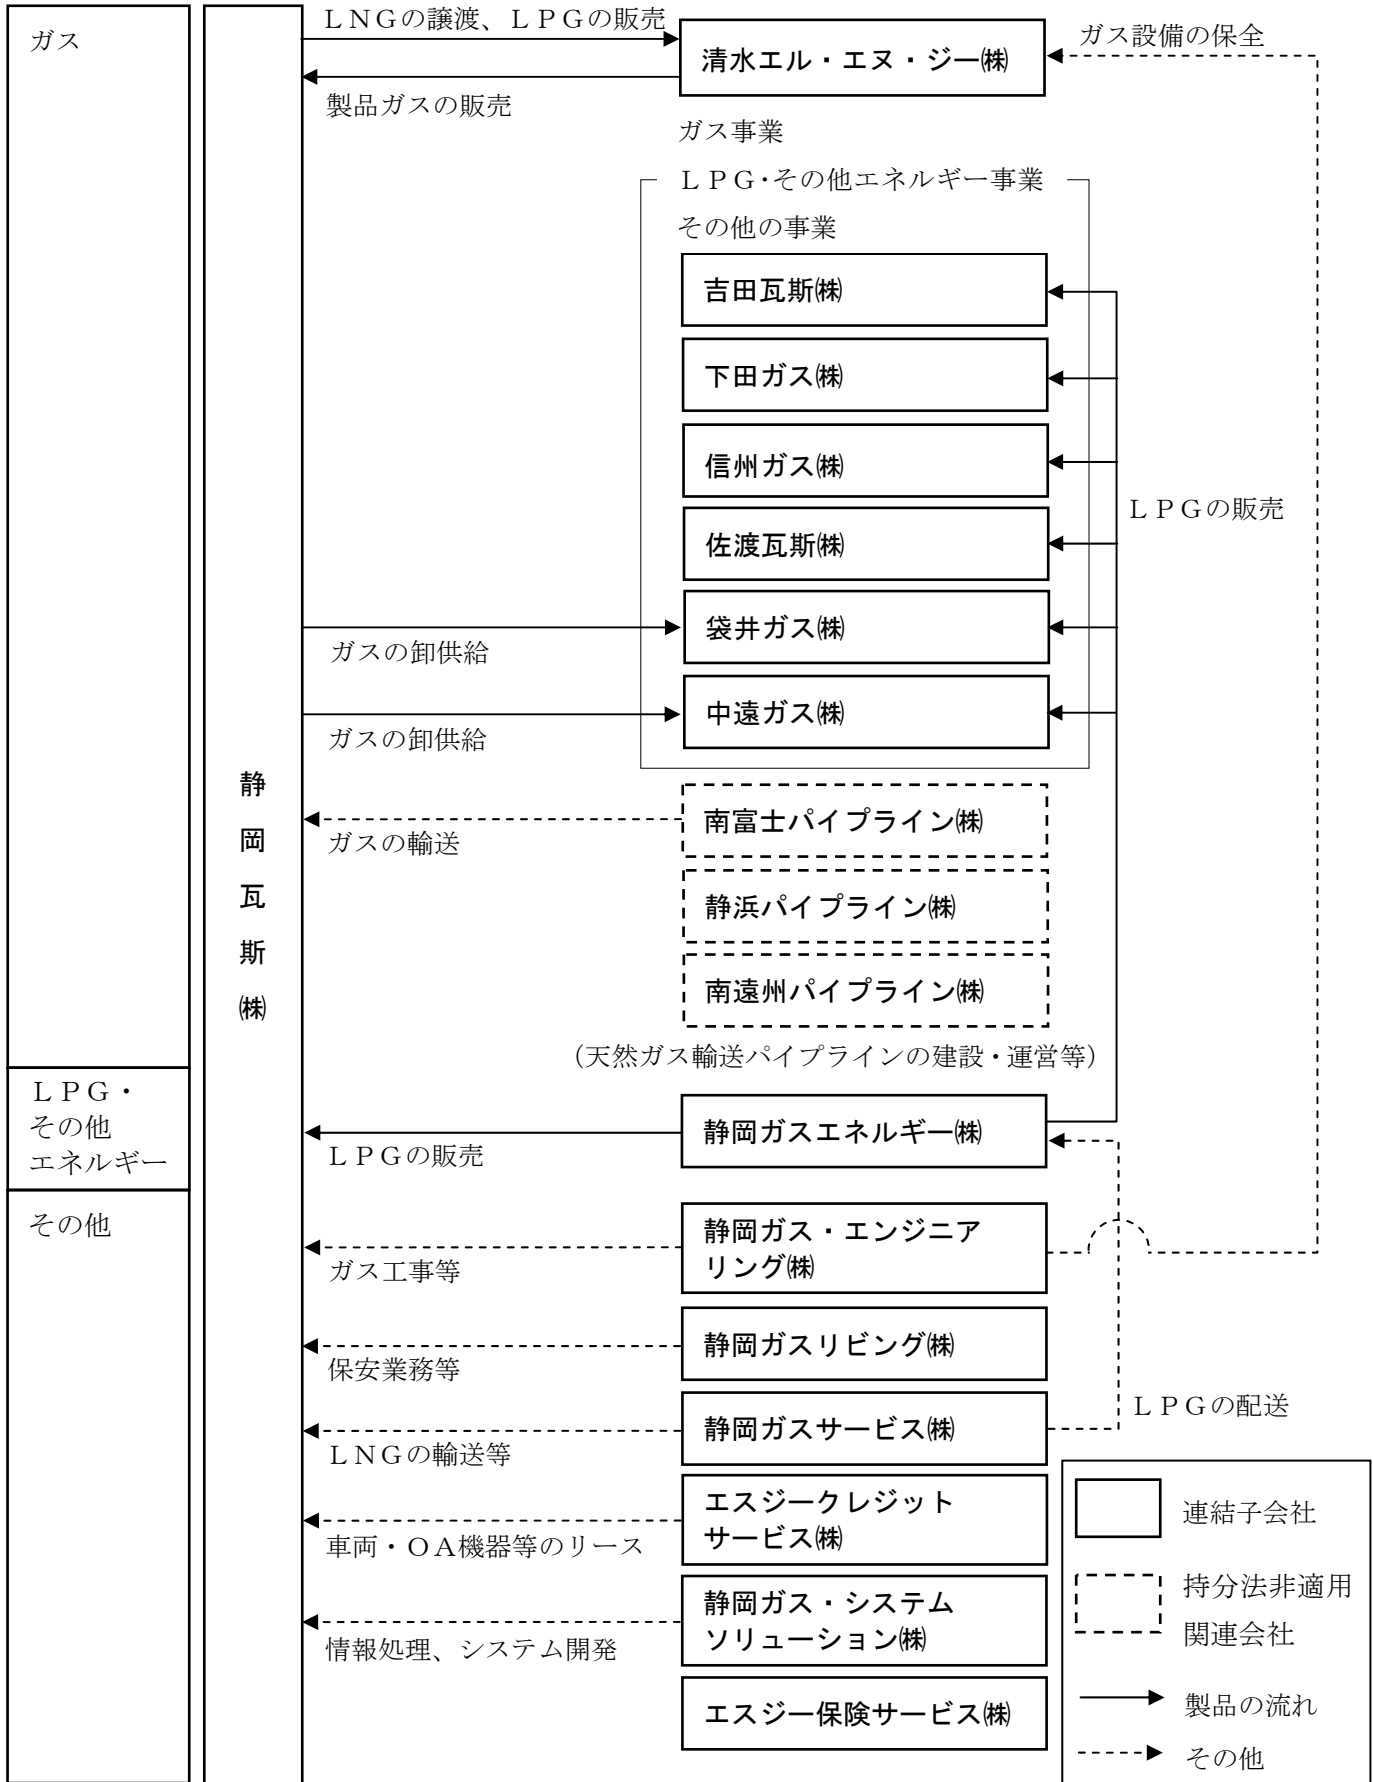 ガス
静岡瓦斯㈱
ＬＮＧの譲渡、ＬＰＧの販売
清水エル・エヌ・ジー㈱
ガス設備の保全
製品ガスの販売
ガス事業
ＬＰＧ・その他エネルギー事業
その他の事業
吉田瓦斯㈱
下田ガス㈱
信州ガス㈱
ＬＰＧの販売
佐渡瓦斯㈱
袋井ガス㈱
ガスの卸供給
中遠ガス㈱
ガスの卸供給
南富士パイプライン㈱
ガスの輸送
静浜パイプライン㈱
南遠州パイプライン㈱
（天然ガス輸送パイプラインの建設・運営等）
ＬＰＧ・
その他
エネルギー
静岡ガスエネルギー㈱
ＬＰＧの販売
その他
静岡ガス・エンジニア
リング㈱
ガス工事等
静岡ガスリビング㈱
保安業務等
ＬＰＧの配送
静岡ガスサービス㈱
ＬＮＧの輸送等
エスジークレジット
サービス㈱
車両・ＯＡ機器等のリース
静岡ガス・システム
ソリューション㈱
情報処理、システム開発
エスジー保険サービス㈱
連結子会社
持分法非適用
関連会社
製品の流れ
その他